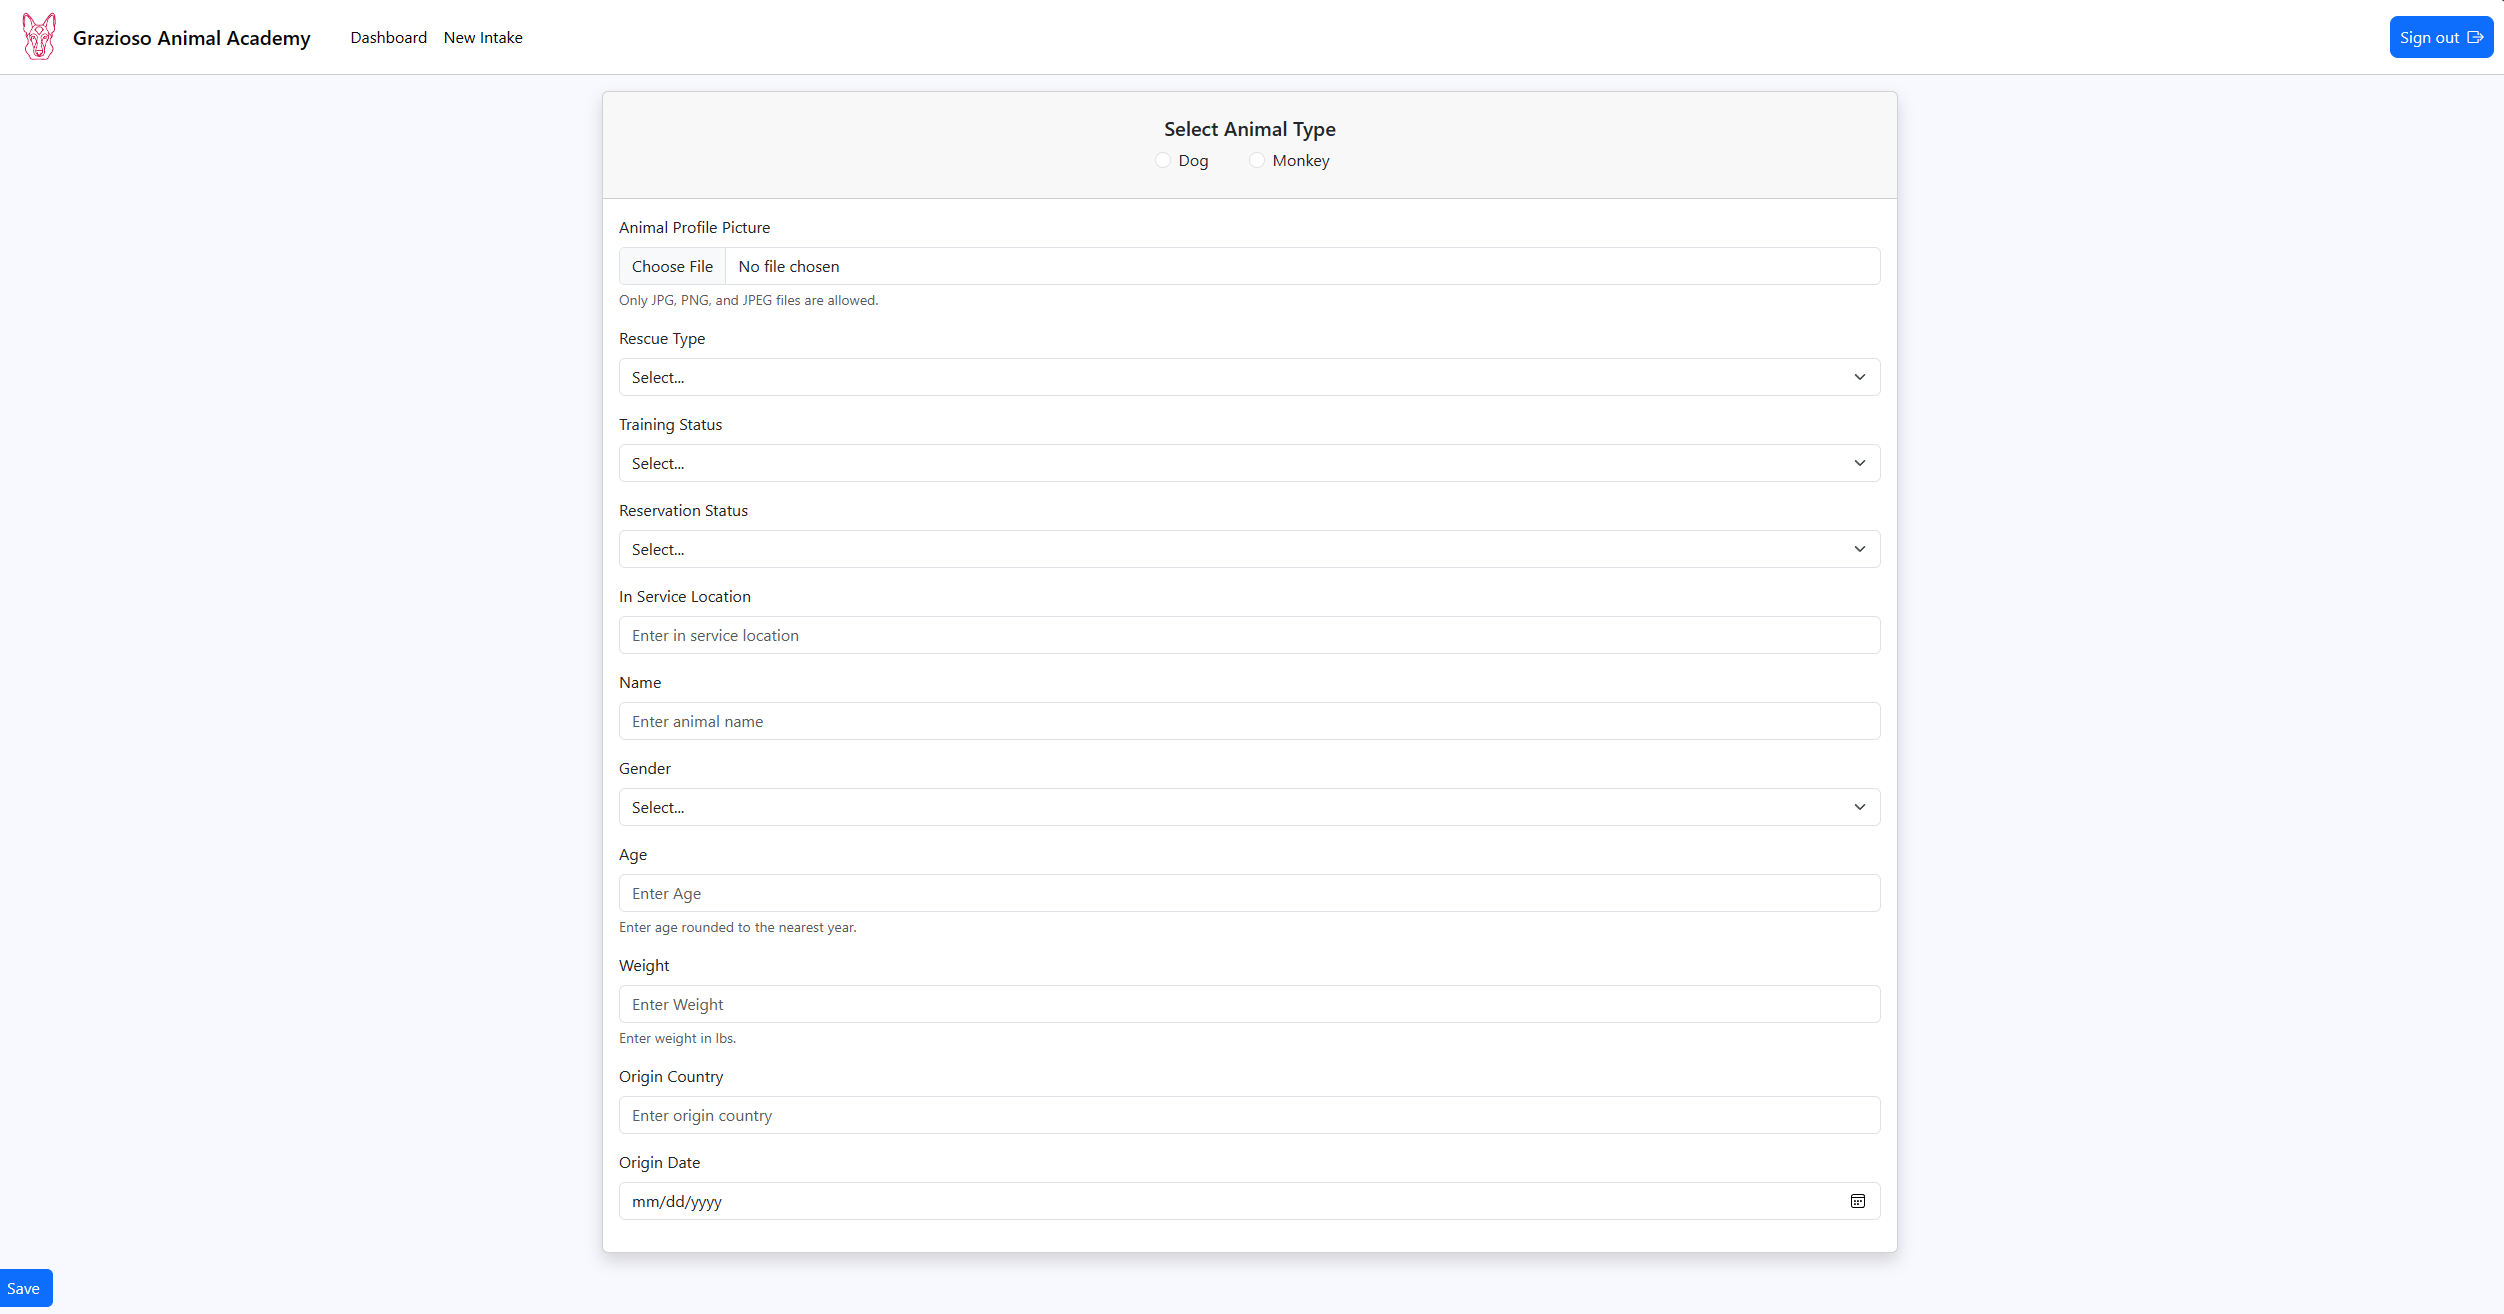 Grazioso Animal Academy Dashboard New Intake Sign out
Select Animal Type
Dog Monkey
Animal Profile Picture
Choose File No file chosen
Only JPG, PNG, and JPEG files are allowed.
Rescue Type
Select...
Training Status
Select...
Reservation Status
Select...
In Service Location
Enter in service location
Name
Enter animal name
Gender
Select...
Age
Enter Age
Enter age rounded to the nearest year.
Weight
Enter Weight
Enter weight in lbs.
Origin Country
Enter origin country
Origin Date
mm/dd/yyyy
Save